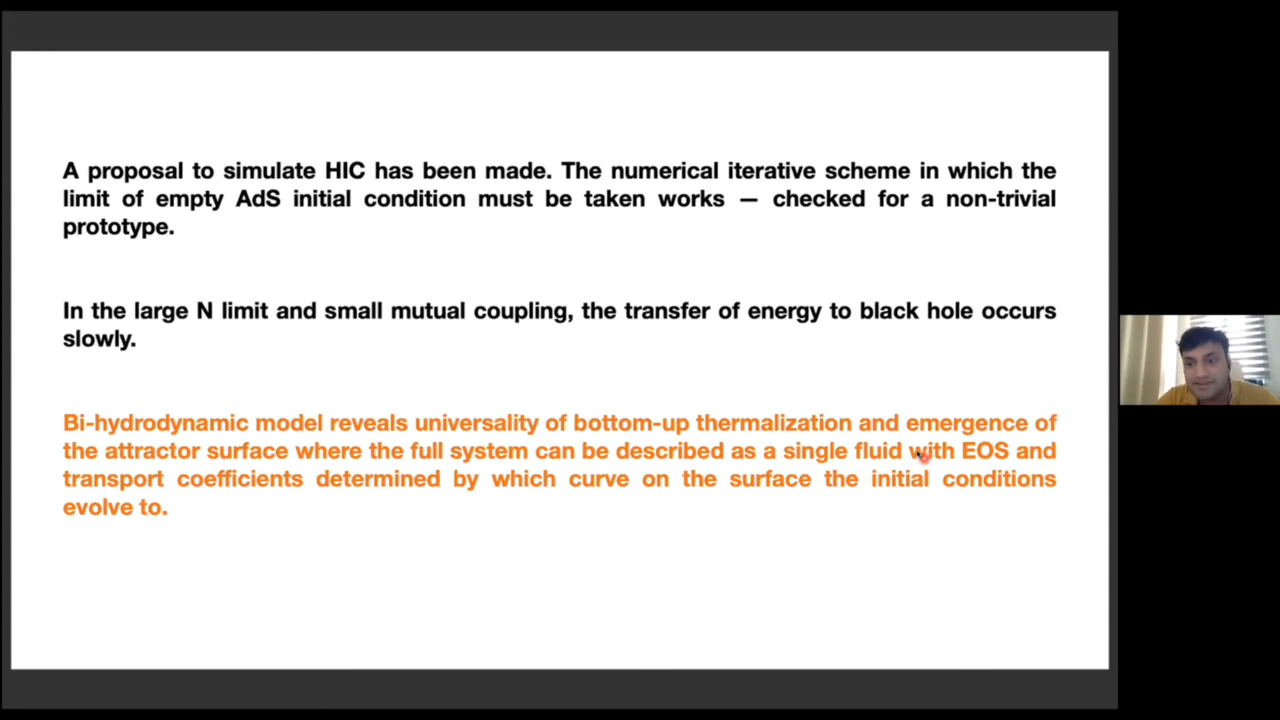 A proposal to simulate HIC has been made. The numerical iterative scheme in which the
limit of empty AdS initial condition must be taken works — checked for a non-trivial
prototype.
In the large N limit and small mutual coupling, the transfer of energy to black hole occurs
slowly.
Bi-hydrodynamic model reveals universality of bottom-up thermalization and emergence of
the attractor surface where the full system can be described as a single fluid with EOS and
transport coefficients determined by which curve on the surface the initial conditions
evolve to.